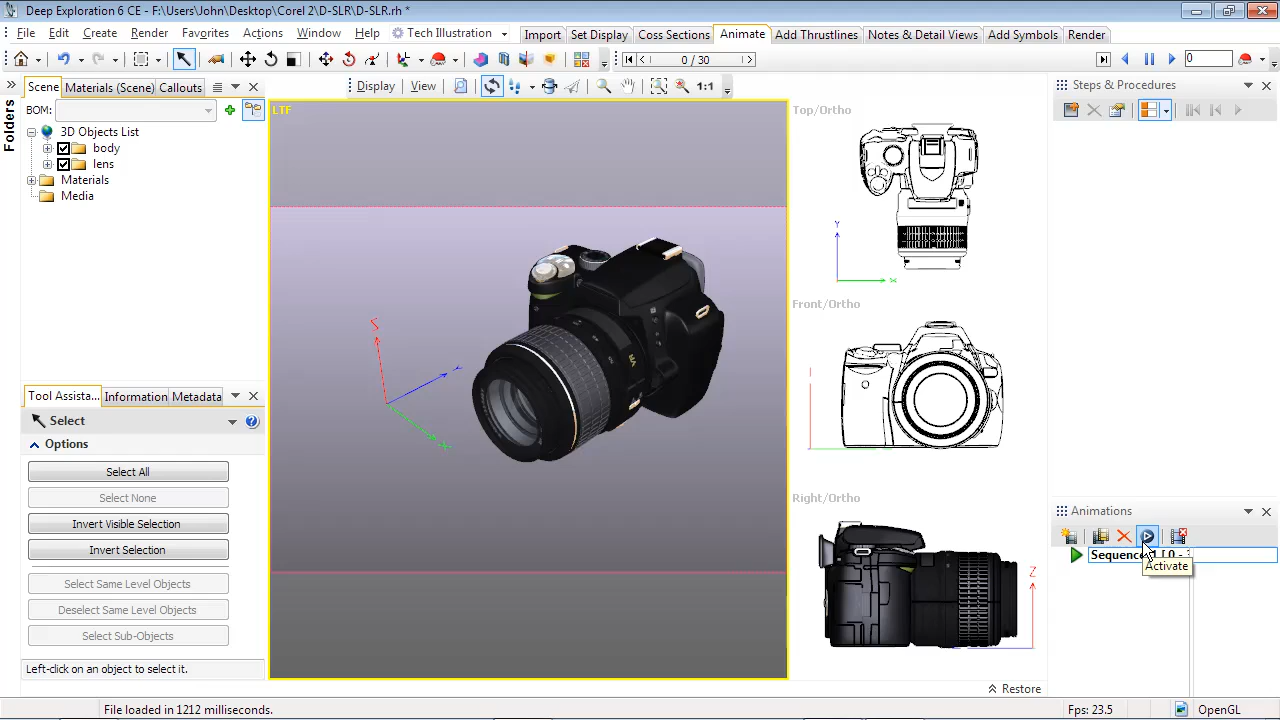 Deep Exploration 6 CE - F:\Users\John\Desktop\Corel 2\D-SLR\D-SLR.rh *
File Edit Create Render Favorites Actions Window Help Tech Illustration Import Set Display Coss Sections Animate Add Thrustlines Notes & Detail Views Add Symbols Render
0 / 30 0
Folders
Scene Materials (Scene) Callouts
Display View 1:1
Steps & Procedures
BOM:
3D Objects List
body
lens
Materials
Media
LTF
Top/Ortho
Y
X
Front/Ortho
Z
Y
X
Tool Assista... Information Metadata
Select
Options
Select All
Select None
Invert Visible Selection
Invert Selection
Select Same Level Objects
Deselect Same Level Objects
Select Sub-Objects
Left-click on an object to select it.
Right/Ortho
Z
Restore
Animations
Activate
File loaded in 1212 milliseconds.
Fps: 23.5 OpenGL